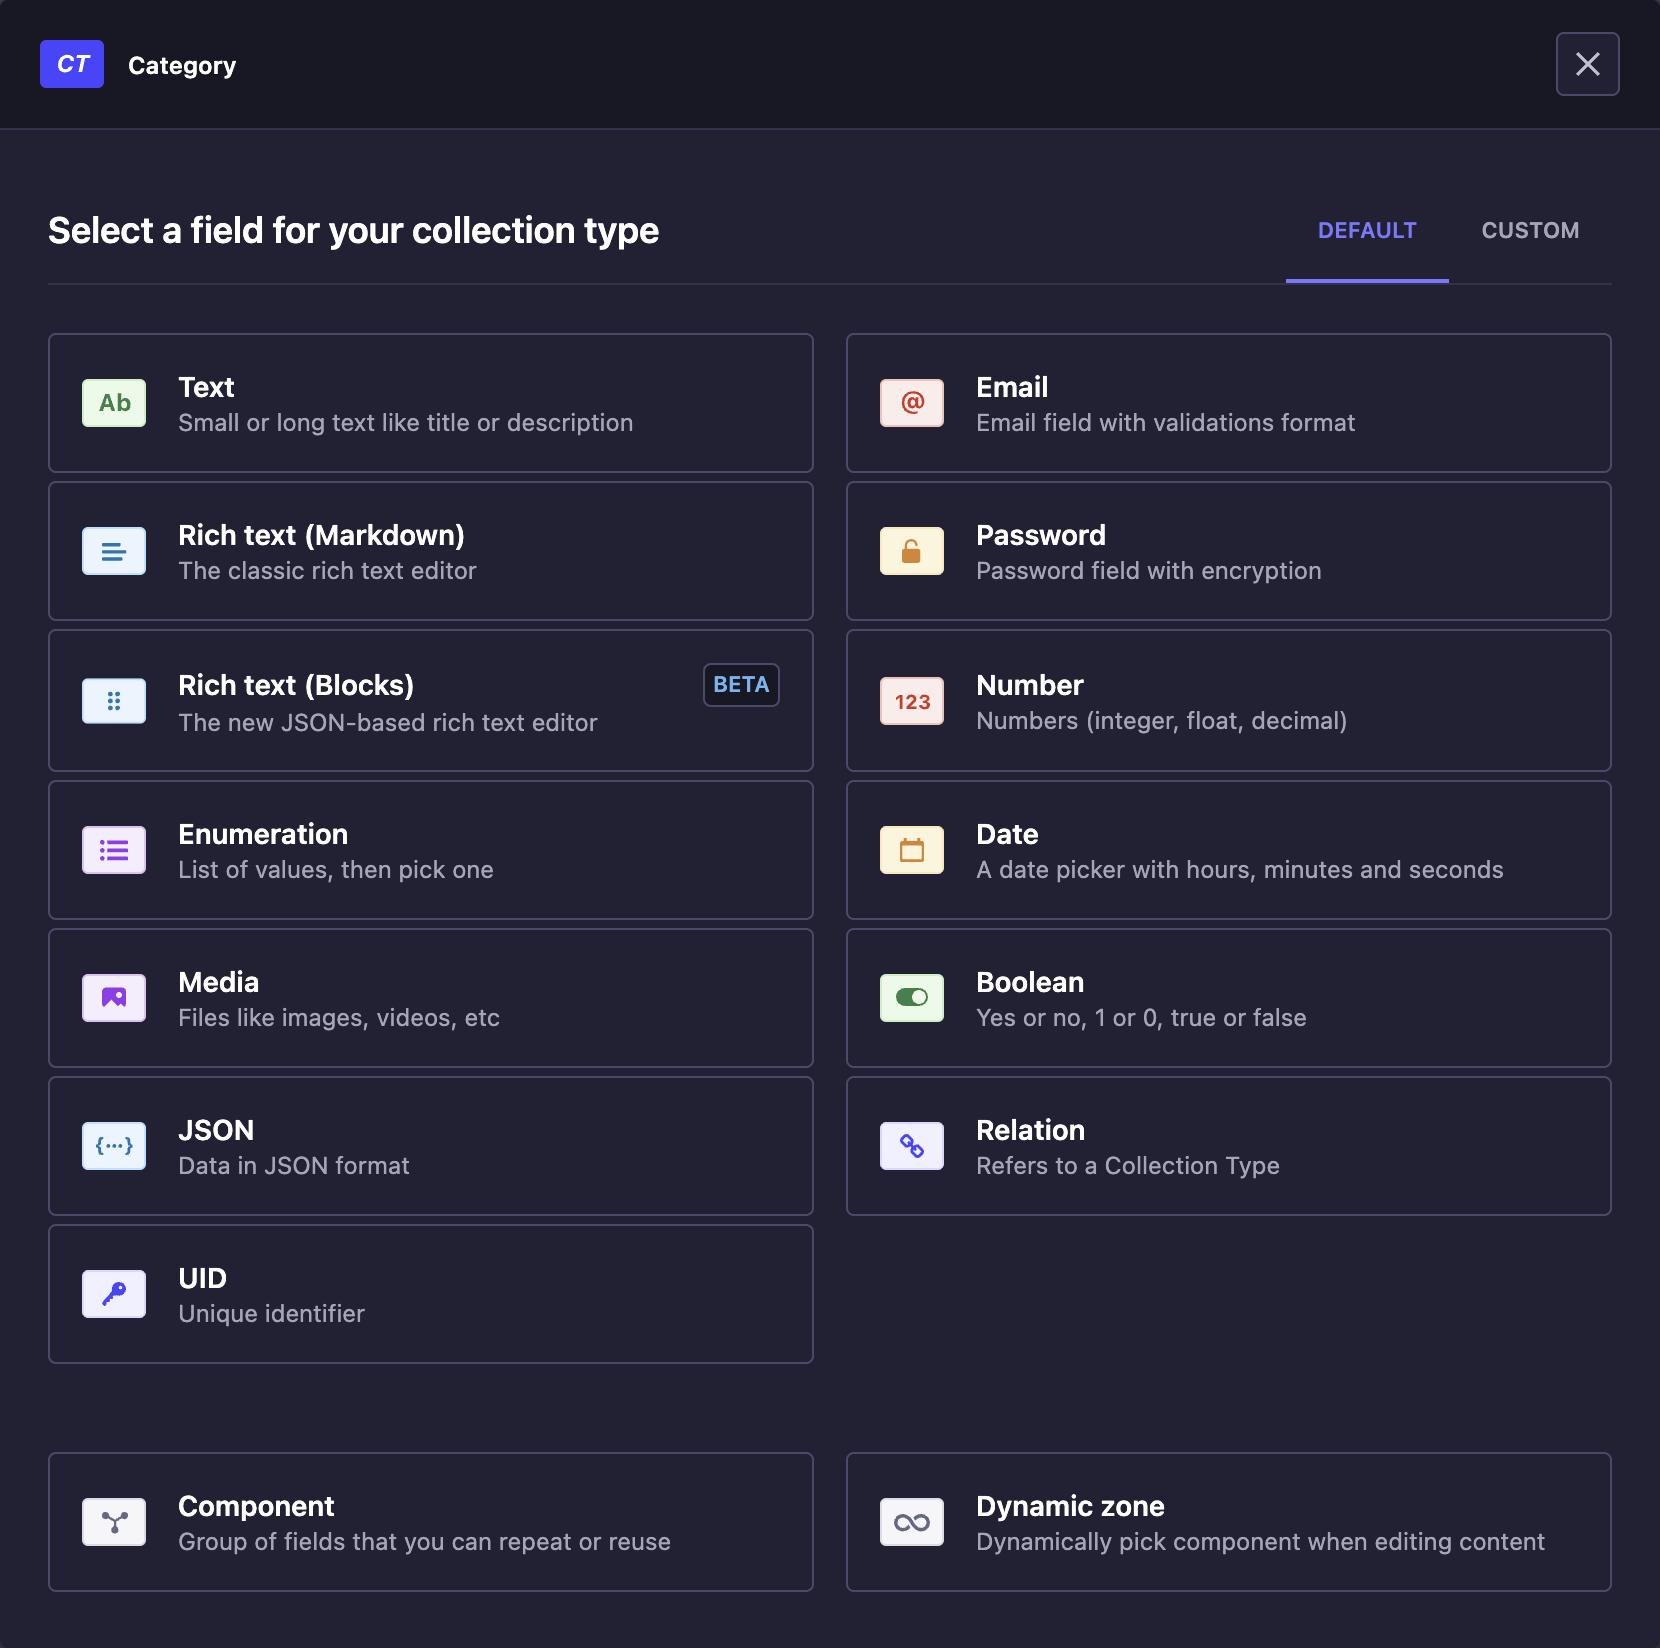 CT
Category
Select a field for your collection type
DEFAULT
CUSTOM
Ab
Text
Small or long text like title or description
@
Email
Email field with validations format
Rich text (Markdown)
The classic rich text editor
Password
Password field with encryption
Rich text (Blocks)
BETA
The new JSON-based rich text editor
123
Number
Numbers (integer, float, decimal)
Enumeration
List of values, then pick one
Date
A date picker with hours, minutes and seconds
Media
Files like images, videos, etc
Boolean
Yes or no, 1 or 0, true or false
{···}
JSON
Data in JSON format
Relation
Refers to a Collection Type
UID
Unique identifier
Component
Group of fields that you can repeat or reuse
Dynamic zone
Dynamically pick component when editing content